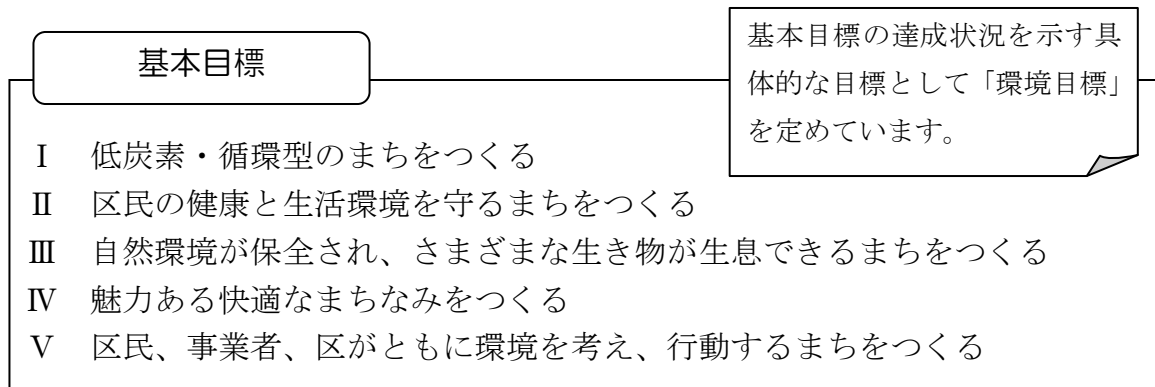 基本目標
基本目標の達成状況を示す具
体的な目標として「環境目標」
を定めています。
Ⅰ 低炭素・循環型のまちをつくる
Ⅱ 区民の健康と生活環境を守るまちをつくる
Ⅲ 自然環境が保全され、さまざまな生き物が生息できるまちをつくる
Ⅳ 魅力ある快適なまちなみをつくる
Ⅴ 区民、事業者、区がともに環境を考え、行動するまちをつくる